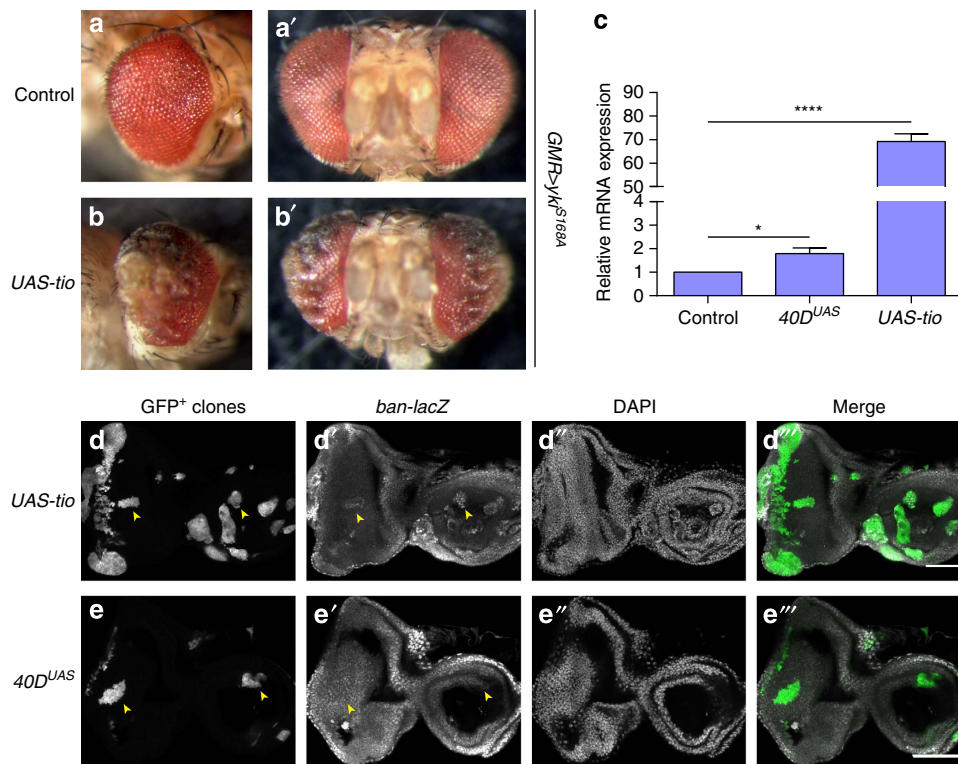 a
a′
Control
b
b′
UAS-tio
GMR>yki^S168A
c
Relative mRNA expression
90
80
70
60
50
4
3
2
1
0
****
*
Control
40D^UAS
UAS-tio
GFP⁺ clones
ban-lacZ
DAPI
Merge
UAS-tio
d
d′
d″
d‴
40D^UAS
e
e′
e″
e‴